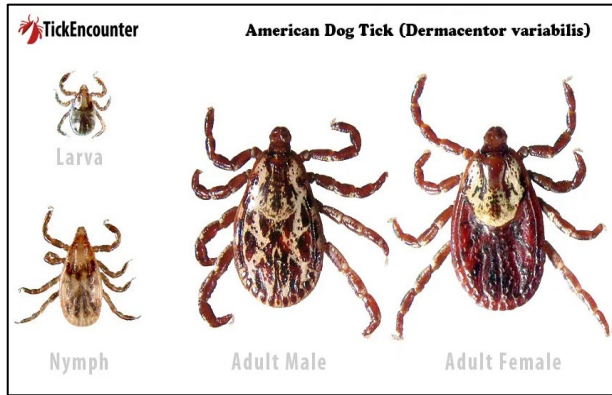 TickEncounter
American Dog Tick (Dermacentor variabilis)
Larva
Nymph
Adult Male
Adult Female